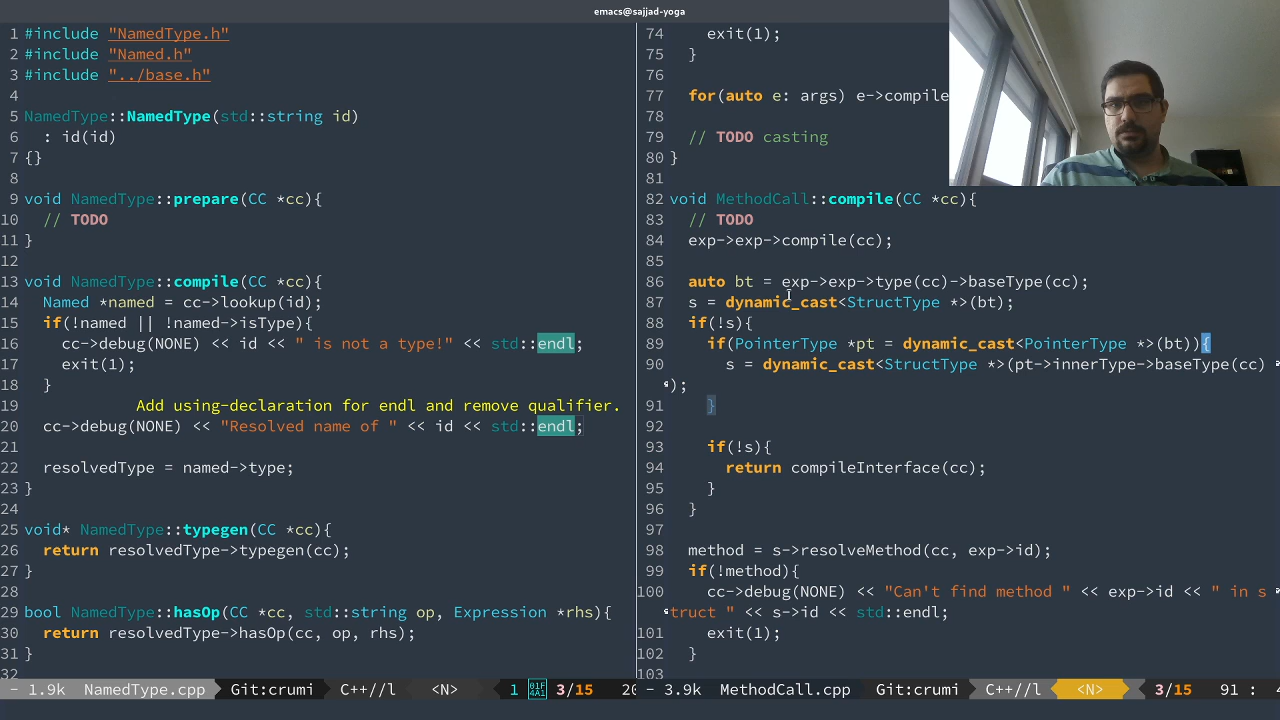 emacs@sajjad-yoga
1 #include "NamedType.h"
2 #include "Named.h"
3 #include "../base.h"
4
5 NamedType::NamedType(std::string id)
6 : id(id)
7 {}
8
9 void NamedType::prepare(CC *cc){
10 // TODO
11 }
12
13 void NamedType::compile(CC *cc){
14 Named *named = cc->lookup(id);
15 if(!named || !named->isType){
16 cc->debug(NONE) << id << " is not a type!" << std::endl;
17 exit(1);
18 }
19 Add using-declaration for endl and remove qualifier.
20 cc->debug(NONE) << "Resolved name of " << id << std::endl;
21
22 resolvedType = named->type;
23 }
24
25 void* NamedType::typegen(CC *cc){
26 return resolvedType->typegen(cc);
27 }
28
29 bool NamedType::hasOp(CC *cc, std::string op, Expression *rhs){
30 return resolvedType->hasOp(cc, op, rhs);
31 }
32
- 1.9k NamedType.cpp Git:crumi C++//l <N> 1 3/15 20
74 exit(1);
75 }
76
77 for(auto e: args) e->compile
78
79 // TODO casting
80 }
81
82 void MethodCall::compile(CC *cc){
83 // TODO
84 exp->exp->compile(cc);
85
86 auto bt = exp->exp->type(cc)->baseType(cc);
87 s = dynamic_cast<StructType *>(bt);
88 if(!s){
89 if(PointerType *pt = dynamic_cast<PointerType *>(bt)){
90 s = dynamic_cast<StructType *>(pt->innerType->baseType(cc)
);
91 }
92
93 if(!s){
94 return compileInterface(cc);
95 }
96 }
97
98 method = s->resolveMethod(cc, exp->id);
99 if(!method){
100 cc->debug(NONE) << "Can't find method " << exp->id << " in s
truct " << s->id << std::endl;
101 exit(1);
102 }
103
- 3.9k MethodCall.cpp Git:crumi C++//l <N> 3/15 91 :